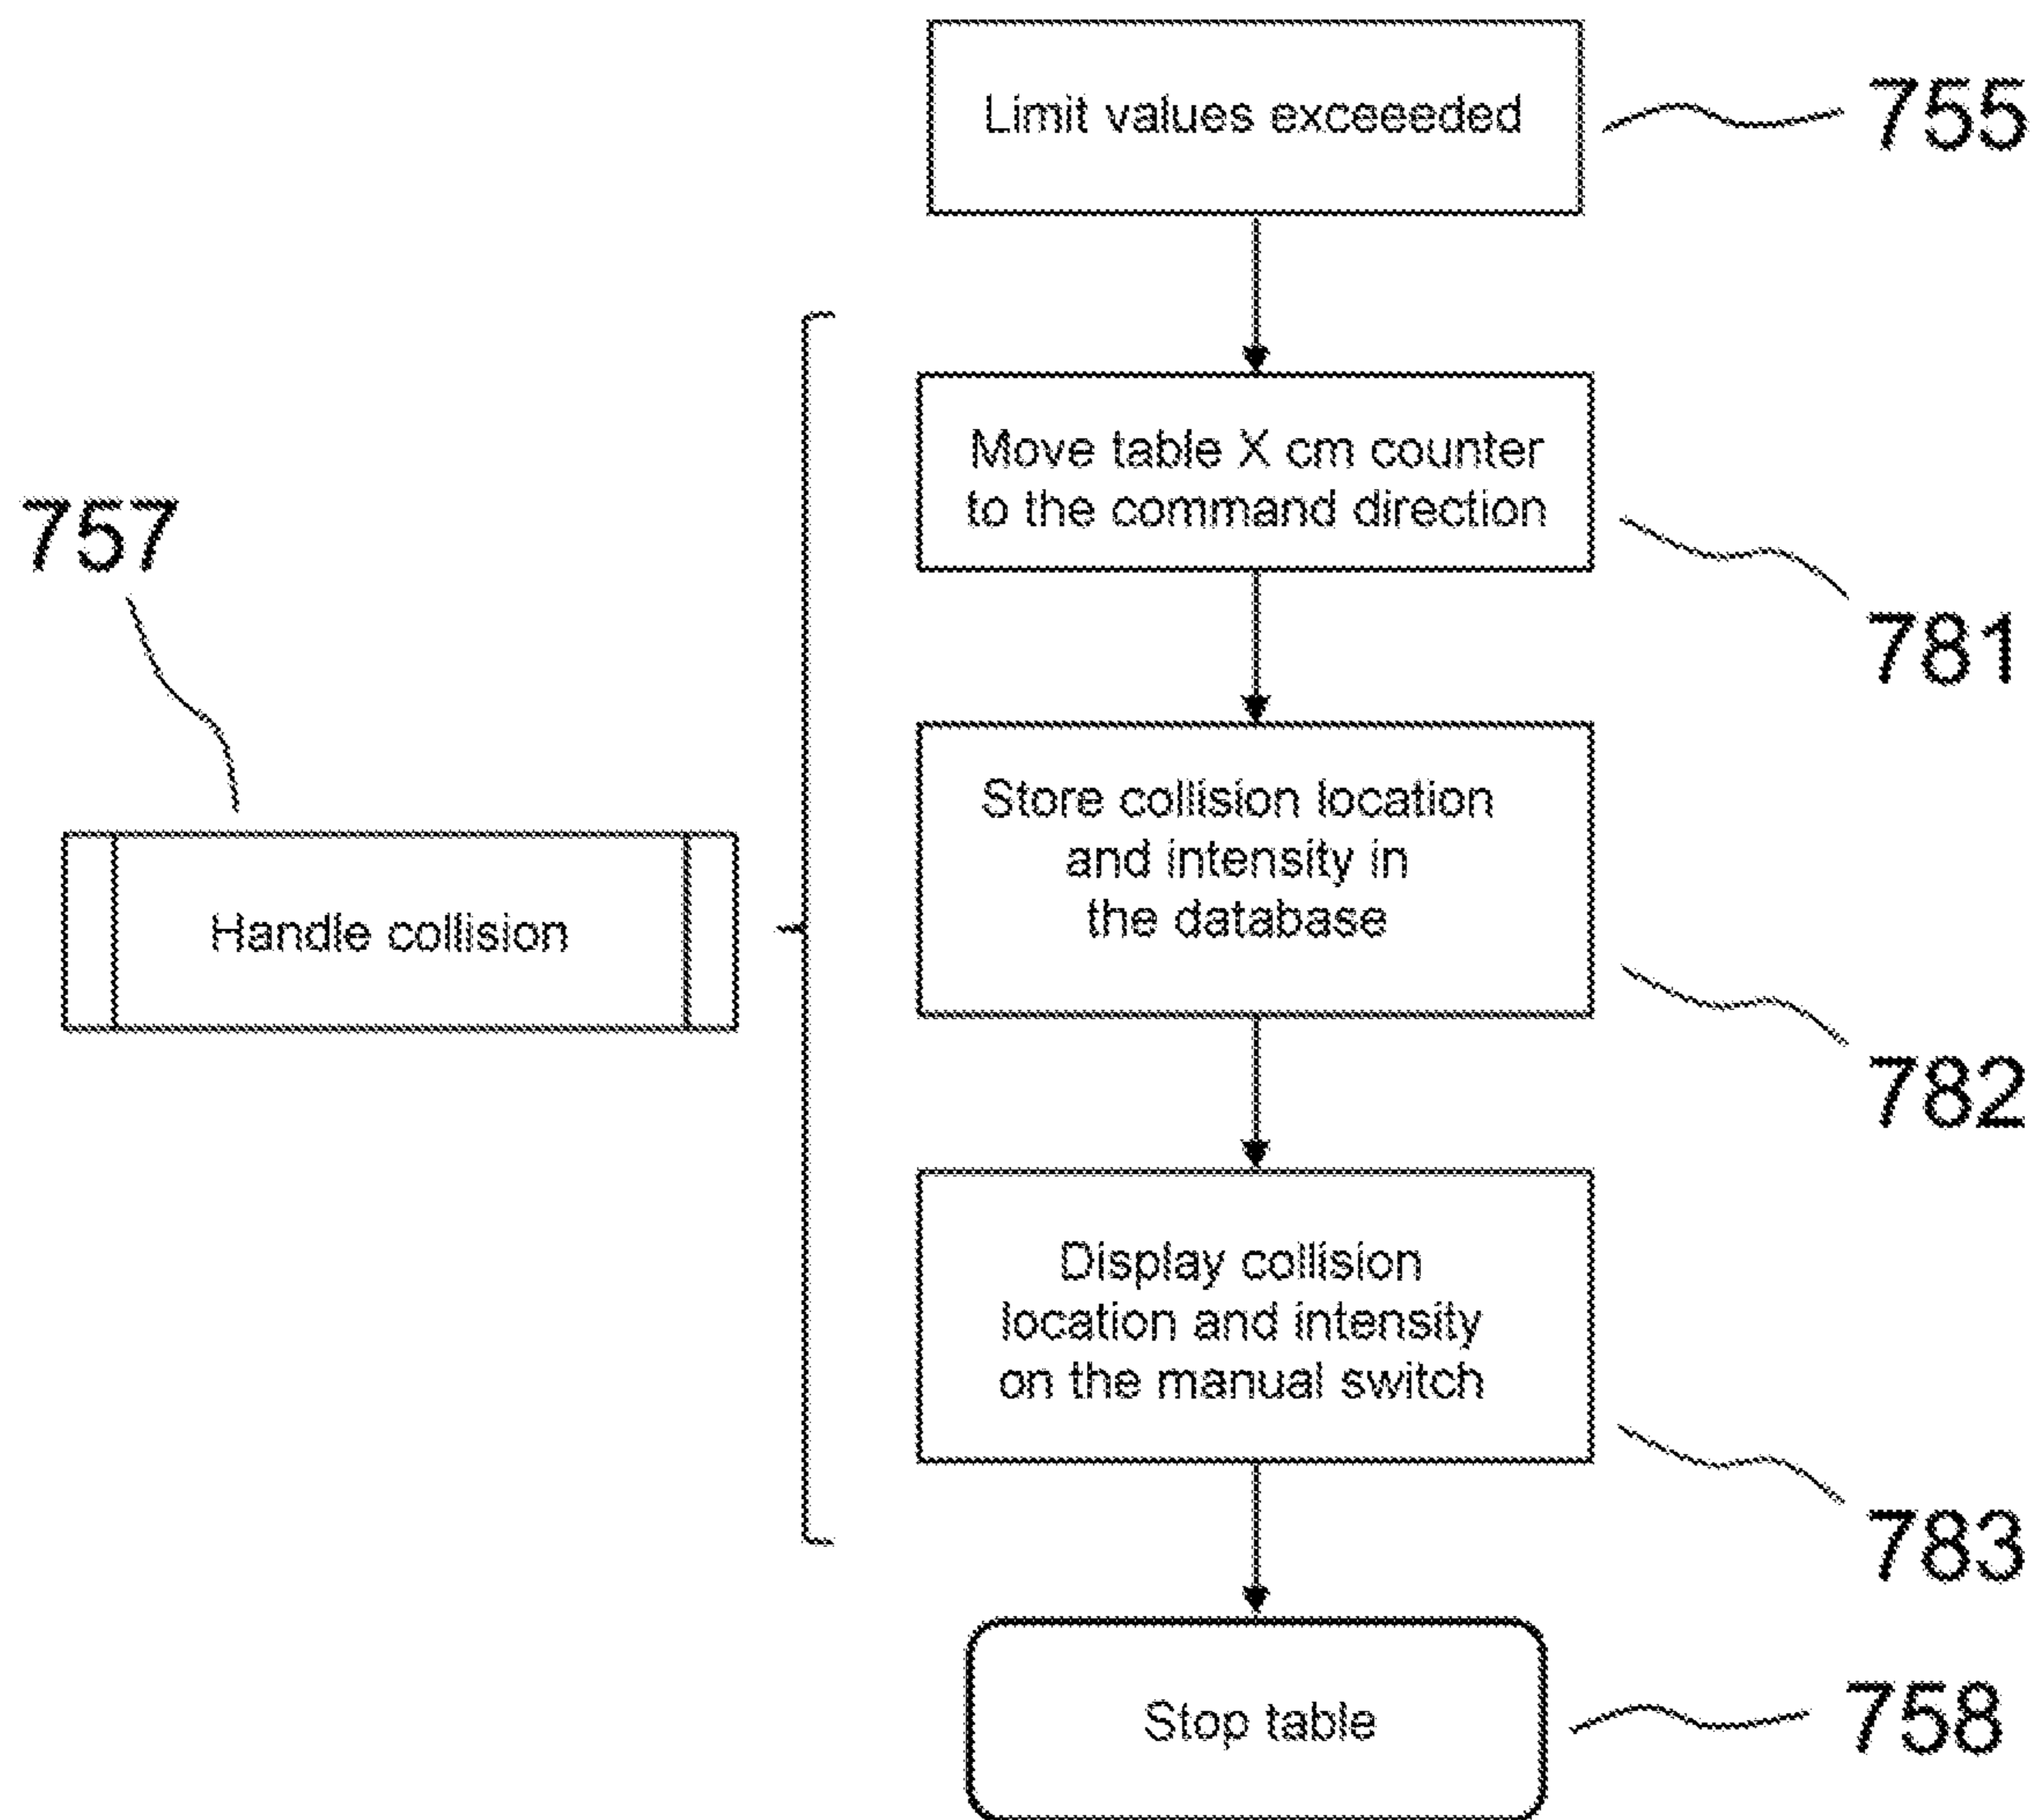 Limit values exceeeded
755
Move table X cm counter
to the command direction
781
757
Store collision location
and intensity in
the database
782
Handle collision
Display collision
location and intensity
on the manual switch
783
Stop table
758